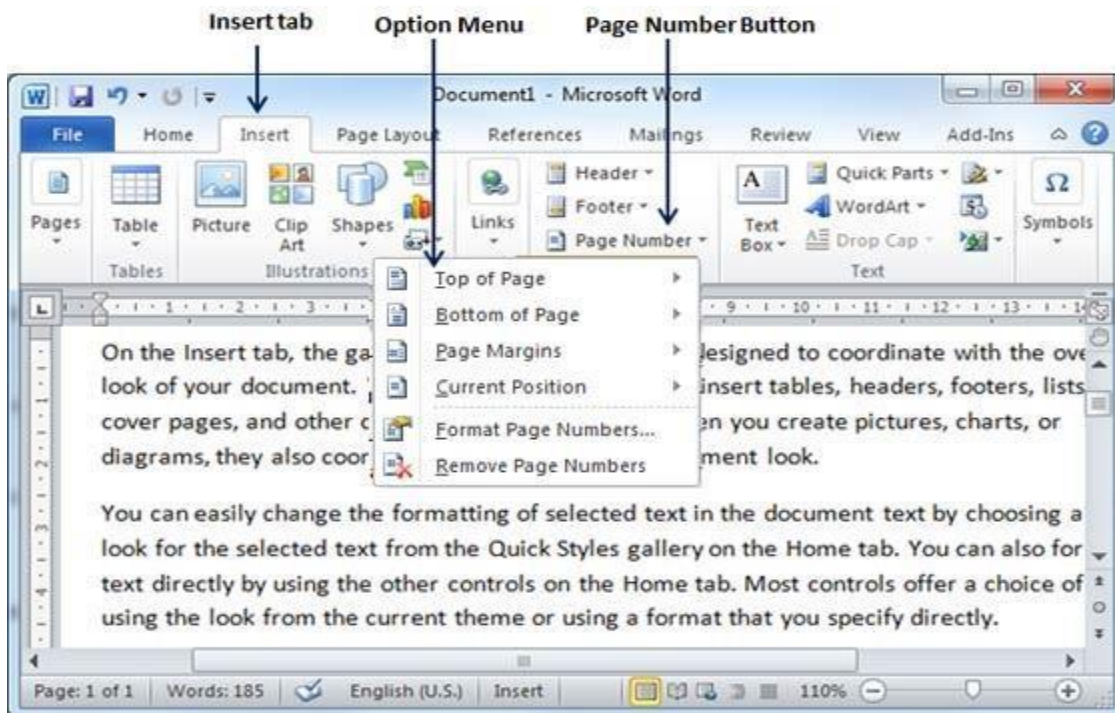 Insert tab Option Menu Page Number Button
W Document1 - Microsoft Word
File Home Insert Page Layout References Mailings Review View Add-Ins
Pages Table Picture Clip Art Shapes Links Header Footer Page Number A Text Box Quick Parts WordArt Drop Cap Ω Symbols
Tables Illustrations Text
Top of Page
Bottom of Page
Page Margins
Current Position
Format Page Numbers...
Remove Page Numbers
L 1 2 3 9 10 11 12 13
On the Insert tab, the ga designed to coordinate with the ove
look of your document. insert tables, headers, footers, lists
cover pages, and other you create pictures, charts, or
diagrams, they also coor look.
You can easily change the formatting of selected text in the document text by choosing a
look for the selected text from the Quick Styles gallery on the Home tab. You can also for
text directly by using the other controls on the Home tab. Most controls offer a choice of
using the look from the current theme or using a format that you specify directly.
Page: 1 of 1 Words: 185 English (U.S.) Insert 110%